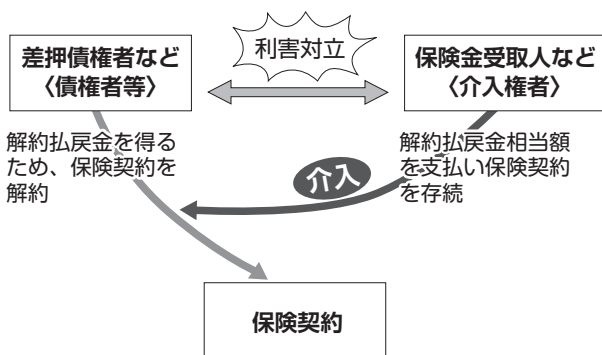 利害対立
差押債権者など
〈債権者等〉
保険金受取人など
〈介入権者〉
解約払戻金を得る
ため、保険契約を
解約
解約払戻金相当額
を支払い保険契約
を存続
介入
保険契約